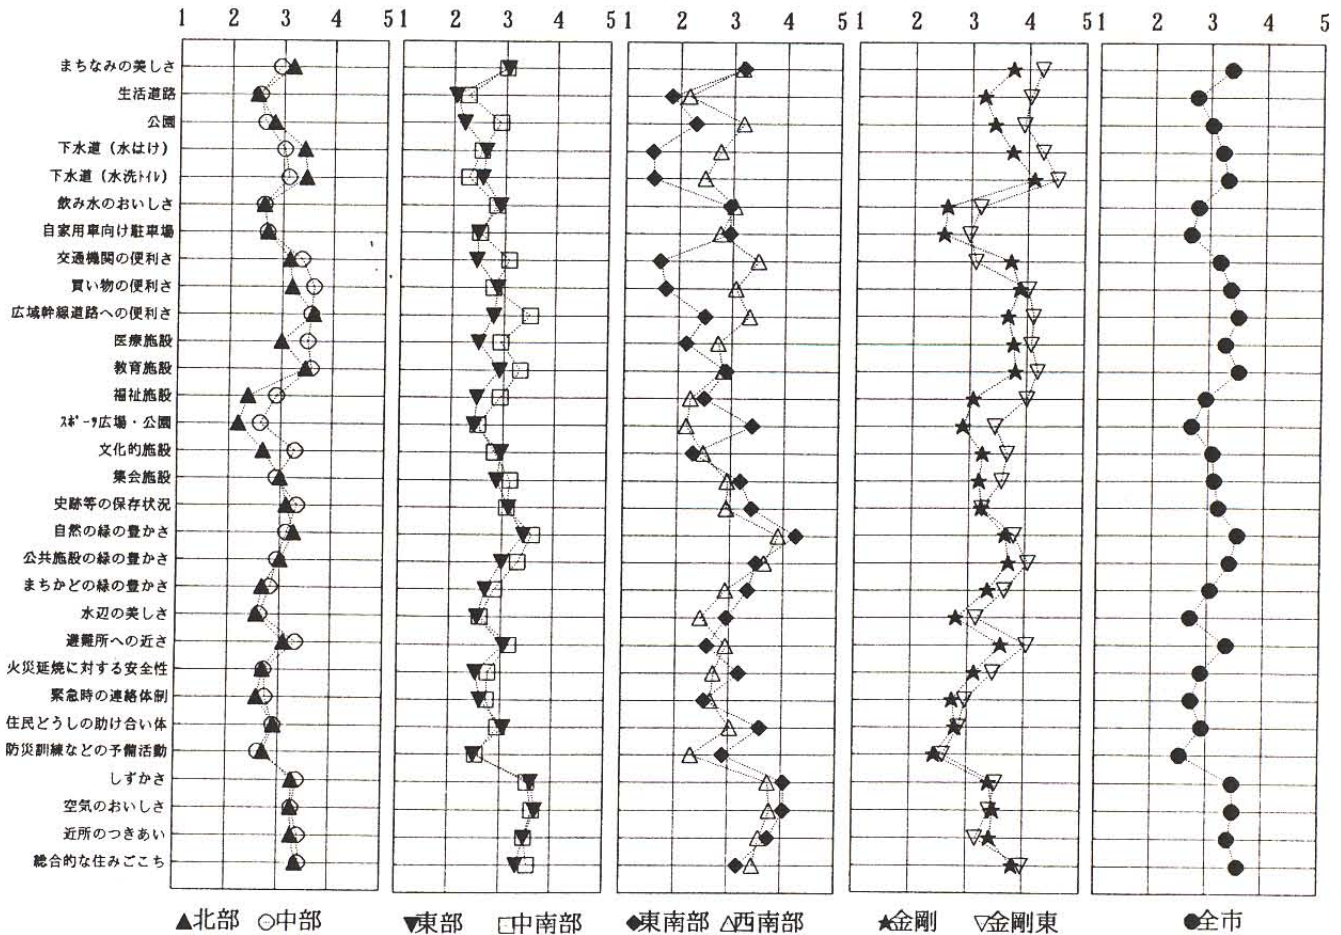 1 2 3 4 5 1 2 3 4 5 1 2 3 4 5 1 2 3 4 5 1 2 3 4 5
まちなみの美しさ
生活道路
公園
下水道（水はけ）
下水道（水洗ﾄｲﾚ）
飲み水のおいしさ
自家用車向け駐車場
交通機関の便利さ
買い物の便利さ
広域幹線道路への便利さ
医療施設
教育施設
福祉施設
ｽﾎﾟｰﾂ広場・公園
文化的施設
集会施設
史跡等の保存状況
自然の緑の豊かさ
公共施設の緑の豊かさ
まちかどの緑の豊かさ
水辺の美しさ
避難所への近さ
火災延焼に対する安全性
緊急時の連絡体制
住民どうしの助け合い体
防災訓練などの予備活動
しずかさ
空気のおいしさ
近所のつきあい
総合的な住みごこち
▲北部 ○中部 ▼東部 □中南部 ◆東南部 △西南部 ★金剛 ▽金剛東 ●全市